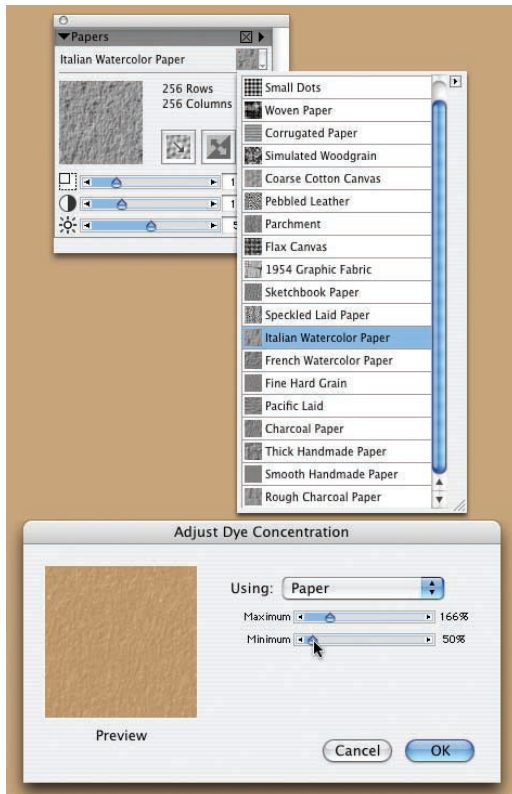 Papers
Italian Watercolor Paper
256 Rows
256 Columns
Small Dots
Woven Paper
Corrugated Paper
Simulated Woodgrain
Coarse Cotton Canvas
Pebbled Leather
Parchment
Flax Canvas
1954 Graphic Fabric
Sketchbook Paper
Speckled Laid Paper
Italian Watercolor Paper
French Watercolor Paper
Fine Hard Grain
Pacific Laid
Charcoal Paper
Thick Handmade Paper
Smooth Handmade Paper
Rough Charcoal Paper
Adjust Dye Concentration
Using: Paper
Maximum 166%
Minimum 50%
Preview
Cancel OK